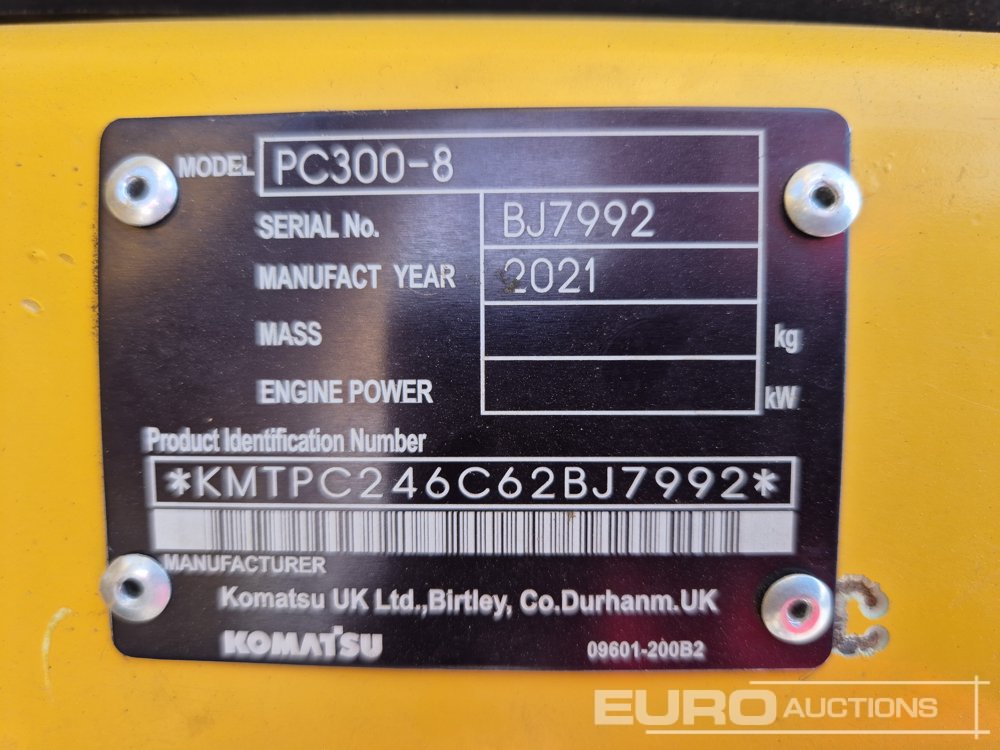 MODEL PC300-8
SERIAL No. BJ7992
MANUFACT YEAR 2021
MASS kg
ENGINE POWER kW
Product Identification Number
*KMTPC246C62BJ7992*
MANUFACTURER
Komatsu UK Ltd.,Birtley, Co.Durhanm.UK
KOMATSU 09601-200B2
C
EURO AUCTIONS